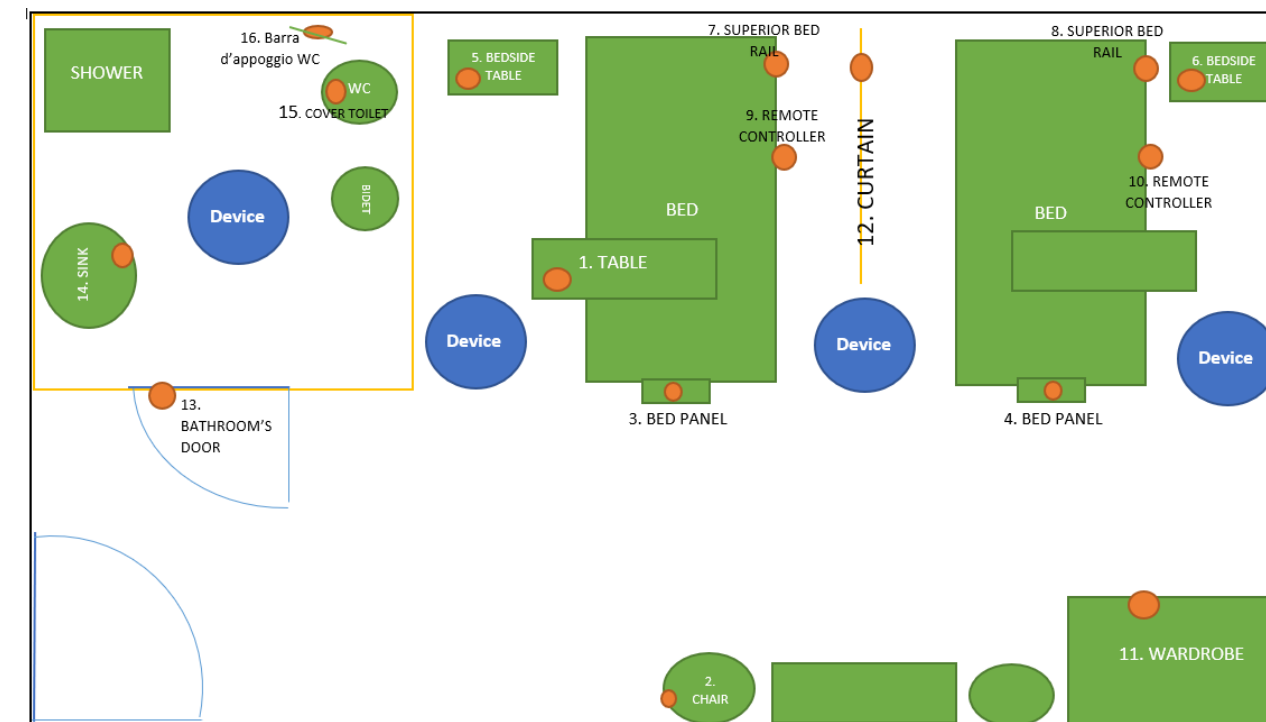 SHOWER
16. Barra
d’appoggio WC
WC
15. COVER TOILET
5. BEDSIDE
TABLE
7. SUPERIOR BED
RAIL
8. SUPERIOR BED
RAIL
6. BEDSIDE
TABLE
9. REMOTE
CONTROLLER
12. CURTAIN
10. REMOTE
CONTROLLER
BIDET
Device
BED
BED
14. SINK
1. TABLE
Device
Device
Device
13.
BATHROOM’S
DOOR
3. BED PANEL
4. BED PANEL
11. WARDROBE
2.
CHAIR